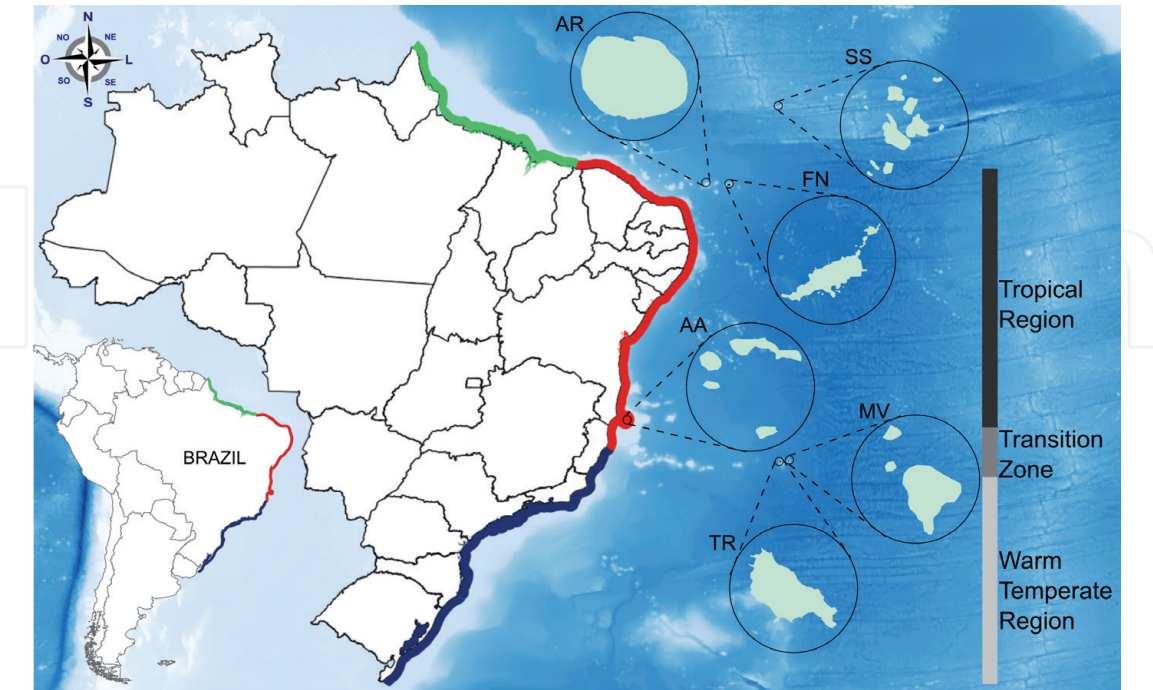 N
NO
NE
O
L
SO
SE
S
AR
SS
FN
AA
MV
TR
BRAZIL
Tropical
Region
Transition
Zone
Warm
Temperate
Region